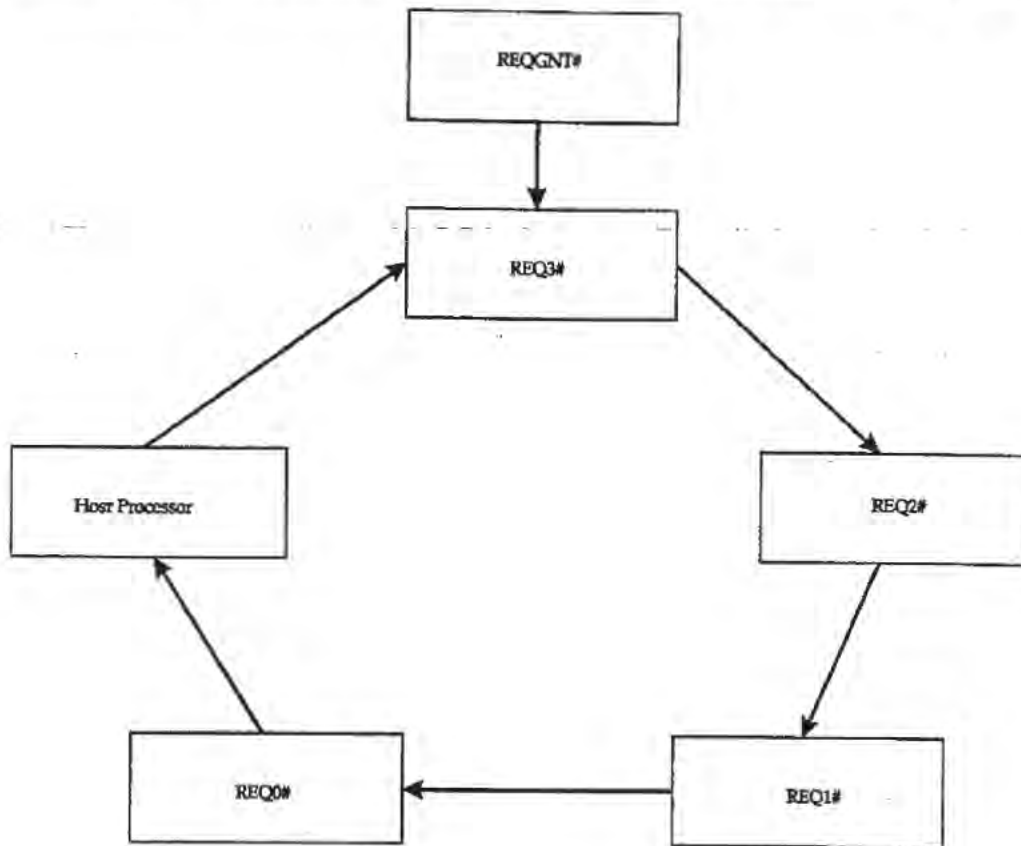 REQGNT#
REQ3#
Host Processor
REQ2#
REQ0#
REQ1#